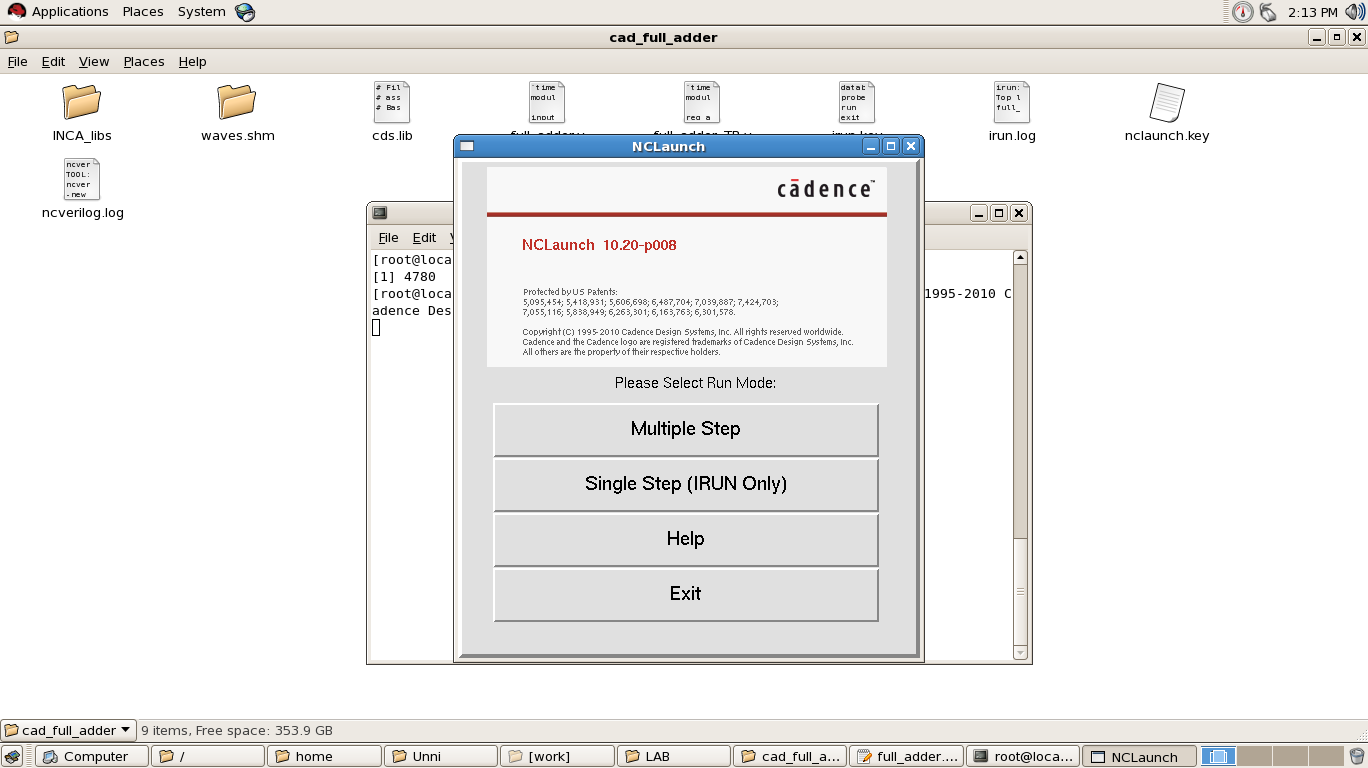 Applications Places System 2:13 PM
cad_full_adder
File Edit View Places Help
# Fil
# ass
# Bas
`time
modul
input
`time
modul
reg a
datab
probe
run
exit
irun:
Top l
full_
INCA_libs waves.shm cds.lib full_adder.v full_adder_TB.v irun.key irun.log nclaunch.key
ncver
TOOL:
ncver
-new
ncverilog.log
NCLaunch
cādence™
NCLaunch 10.20-p008
Protected by US Patents:
5,095,454; 5,418,931; 5,606,698; 6,487,704; 7,039,887; 7,424,703;
7,055,116; 5,838,949; 6,263,301; 6,163,763; 6,301,578.
Copyright (C) 1995-2010 Cadence Design Systems, Inc. All rights reserved worldwide.
Cadence and the Cadence logo are registered trademarks of Cadence Design Systems, Inc.
All others are the property of their respective holders.
Please Select Run Mode:
Multiple Step
Single Step (IRUN Only)
Help
Exit
File Edit
[root@loca
[1] 4780
[root@loca 1995-2010 C
adence Des
cad_full_adder 9 items, Free space: 353.9 GB
Computer / home Unni [work] LAB cad_full_a... full_adder.... root@loca... NCLaunch